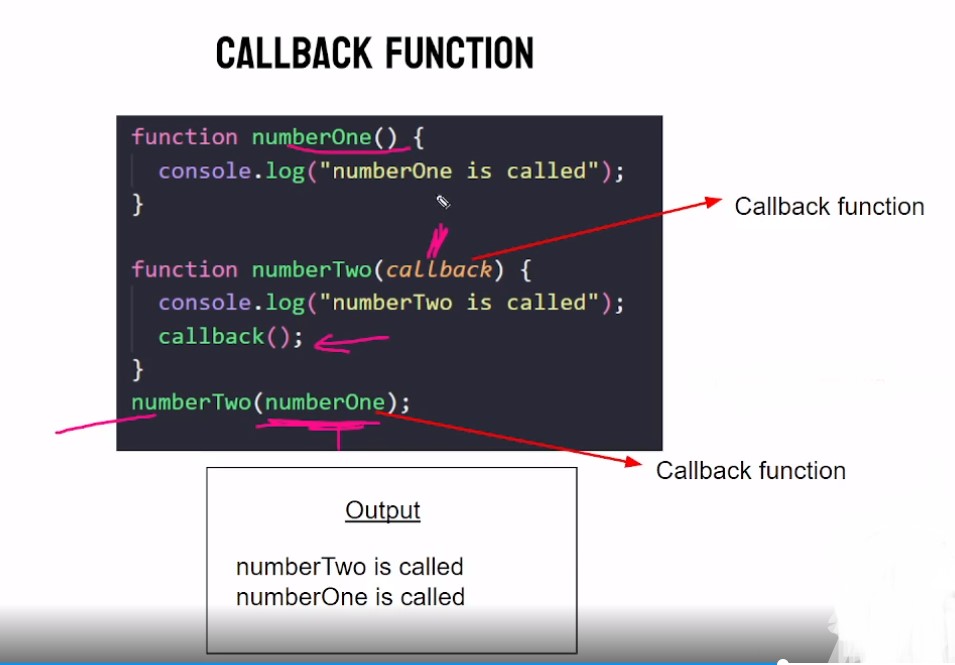 CALLBACK FUNCTION
function numberOne() {
console.log("numberOne is called");
}
Callback function
function numberTwo(callback) {
console.log("numberTwo is called");
callback();
}
numberTwo(numberOne);
Callback function
Output
numberTwo is called
numberOne is called